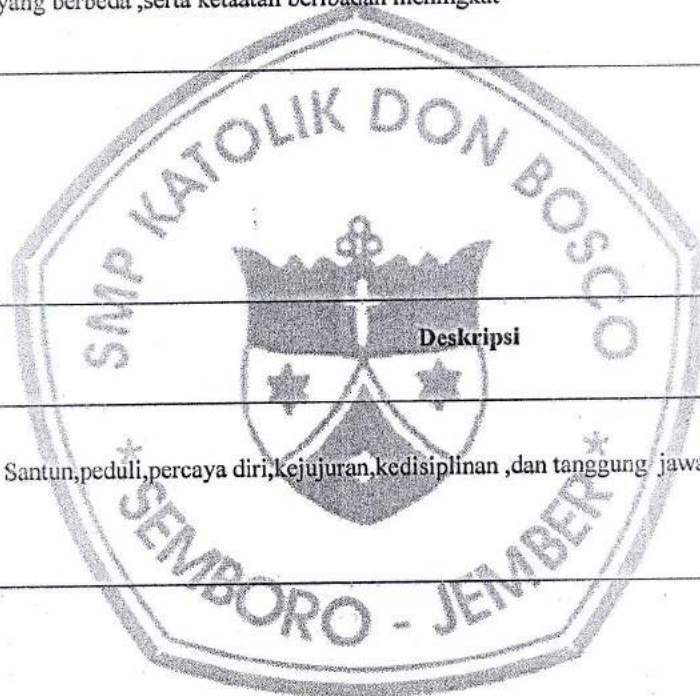 yang berbeda ,serta ketaatan beribadah meningkat
SMP KATOLIK DON BOSCO
Deskripsi
Santun,peduli,percaya diri,kejujuran,kedisiplinan ,dan tanggung jawa
* SEMBORO - JEMBER *